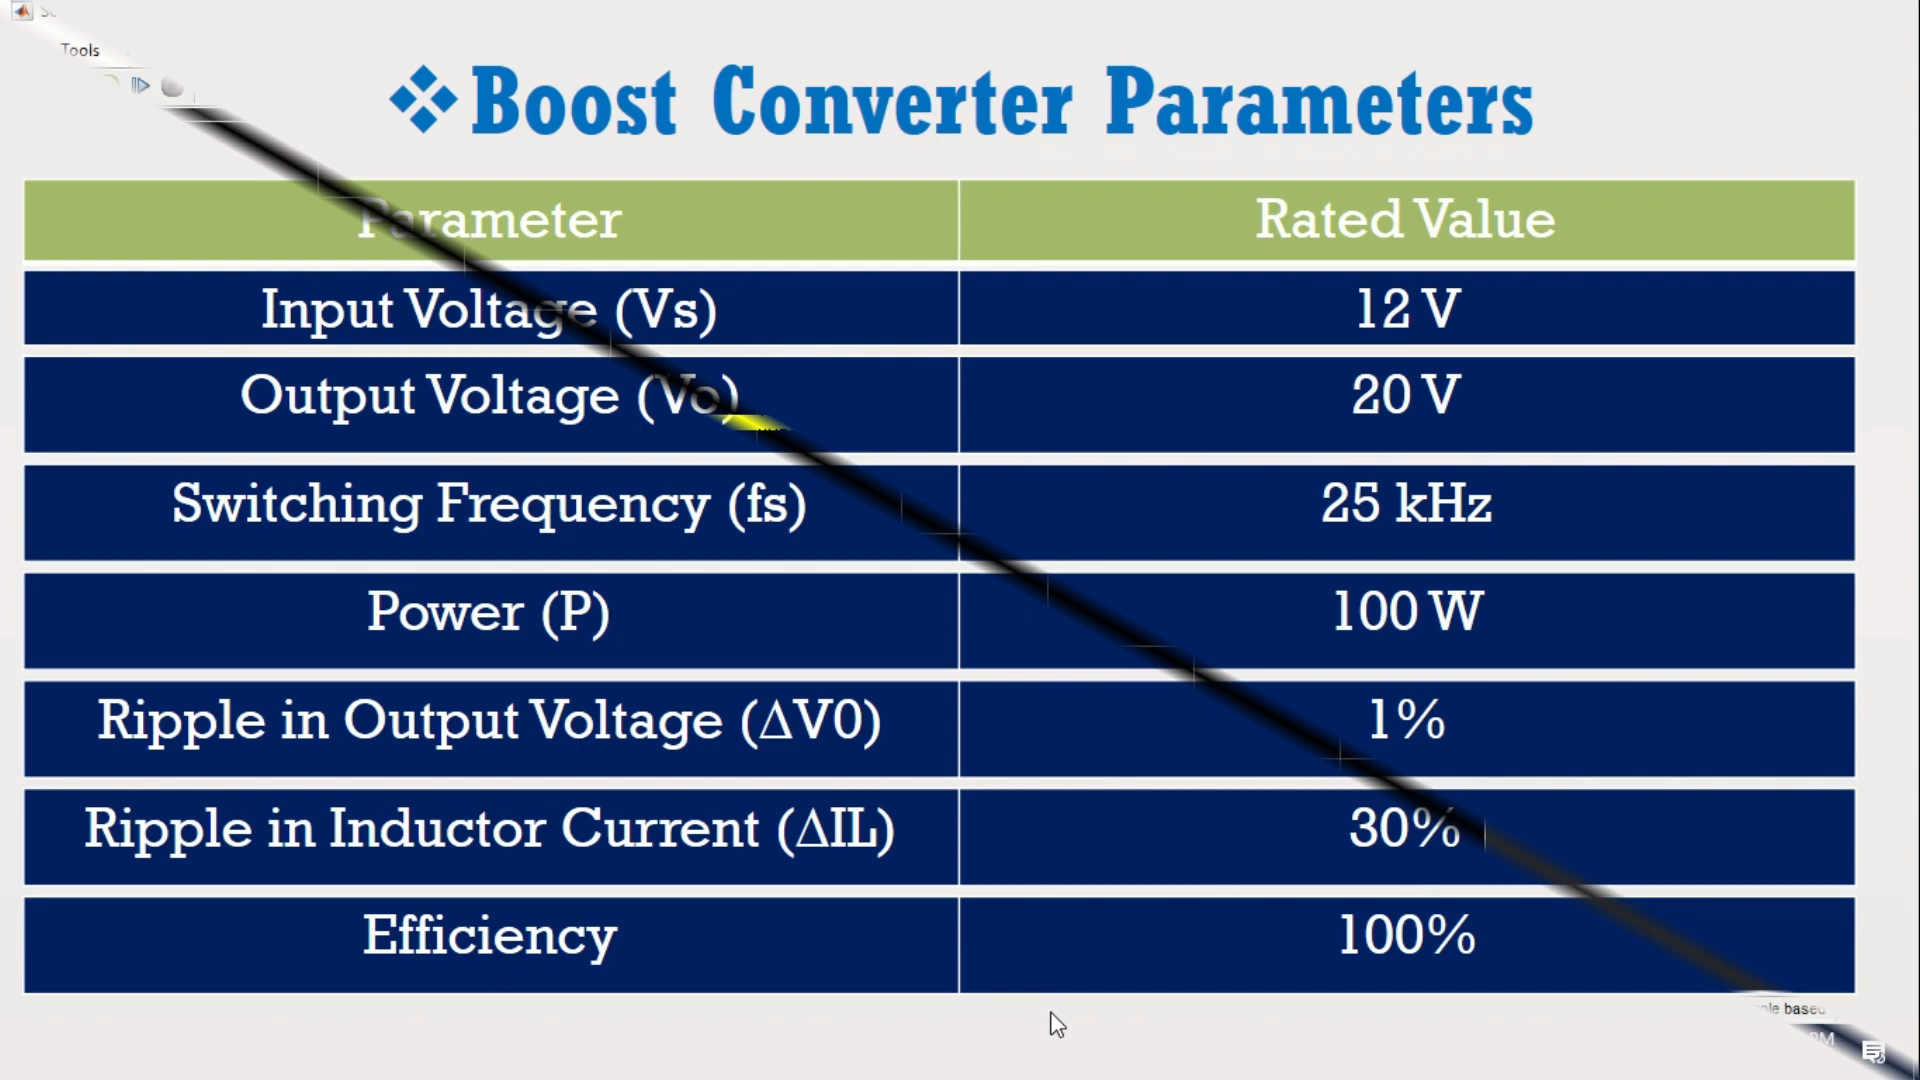 Tools
❖Boost Converter Parameters
Parameter Rated Value
Input Voltage (Vs) 12 V
Output Voltage (Vo) 20 V
Switching Frequency (fs) 25 kHz
Power (P) 100 W
Ripple in Output Voltage (ΔV0) 1%
Ripple in Inductor Current (ΔIL) 30%
Efficiency 100%
PM